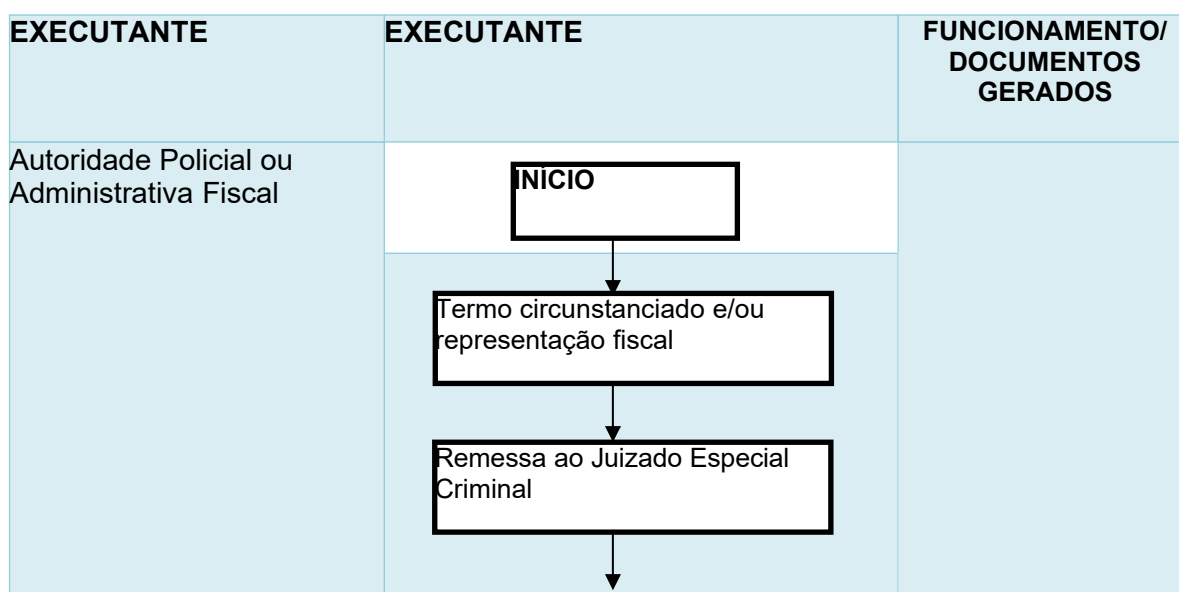 EXECUTANTE
EXECUTANTE
FUNCIONAMENTO/
DOCUMENTOS
GERADOS
Autoridade Policial ou
Administrativa Fiscal
INÍCIO
Termo circunstanciado e/ou
representação fiscal
Remessa ao Juizado Especial
Criminal